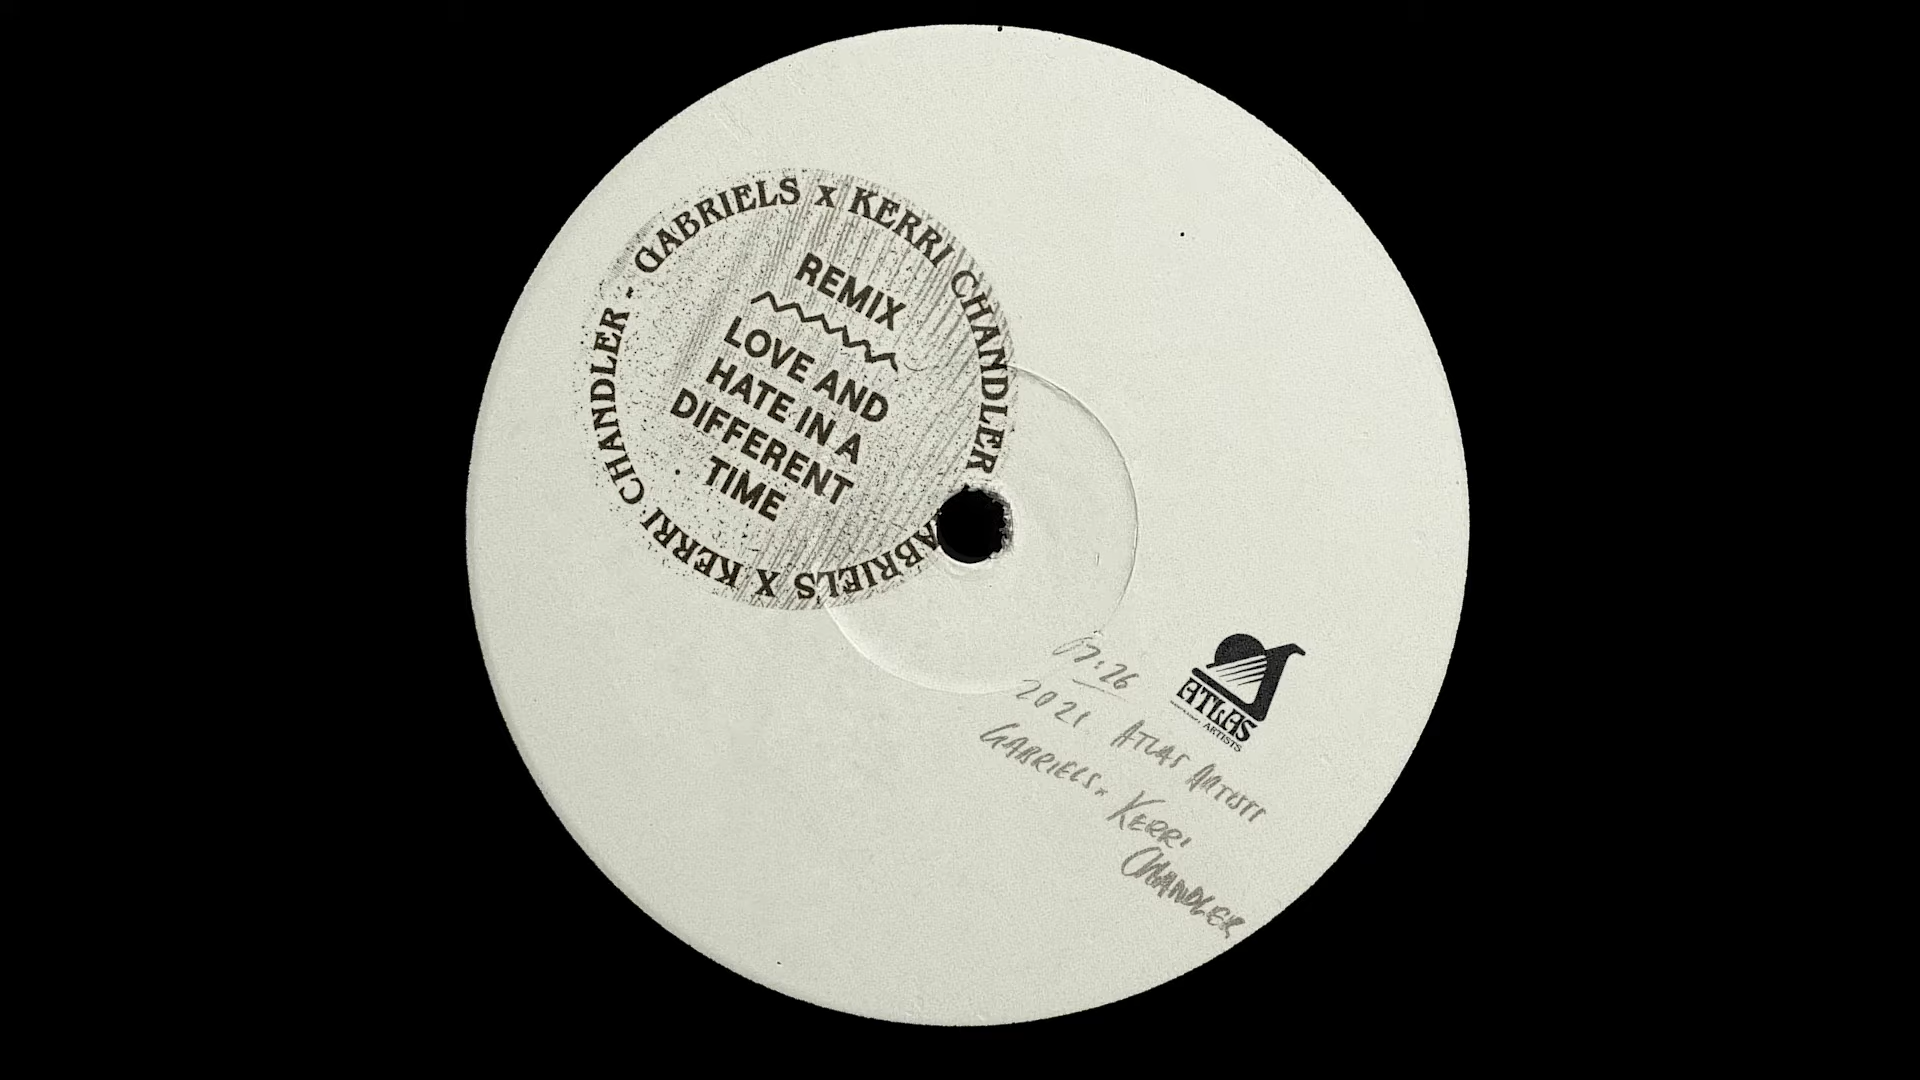 GABRIELS X KERRI CHANDLER
ABRIELS X KERRI CHANDLER -
REMIX
LOVE AND
HATE IN A
DIFFERENT
TIME
07:26
2021. ATLAS ARTISTS
GABRIELS x KERRI
CHANDLER
ATLAS
ARTISTS